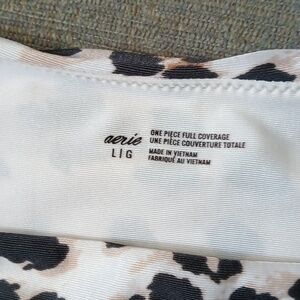 aerie
L|G
ONE PIECE FULL COVERAGE
UNE PIÈCE COUVERTURE TOTALE
MADE IN VIETNAM
FABRIQUÉ AU VIETNAM